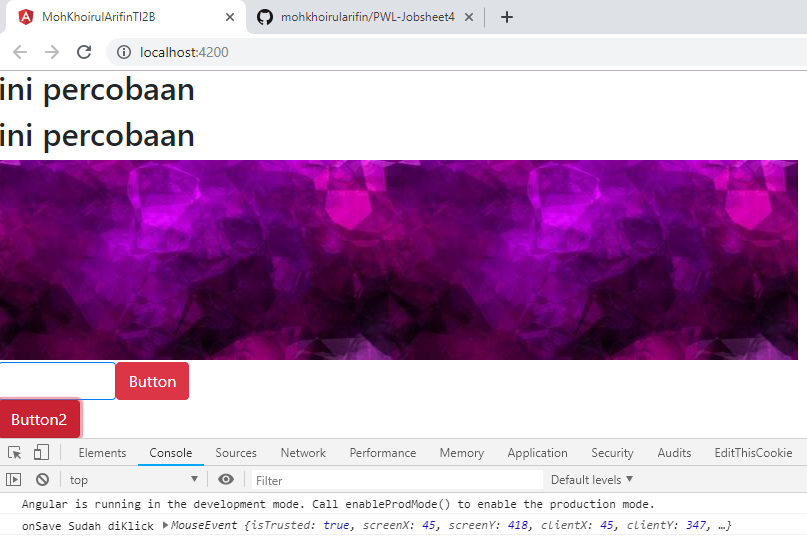 MohKhoirulArifinTI2B
mohkhoirularifin/PWL-Jobsheet4
localhost:4200
ini percobaan
ini percobaan
Button
Button2
Elements Console Sources Network Performance Memory Application Security Audits EditThisCookie
top Filter Default levels
Angular is running in the development mode. Call enableProdMode() to enable the production mode.
onSave Sudah diKlick MouseEvent {isTrusted: true, screenX: 45, screenY: 418, clientX: 45, clientY: 347, …}